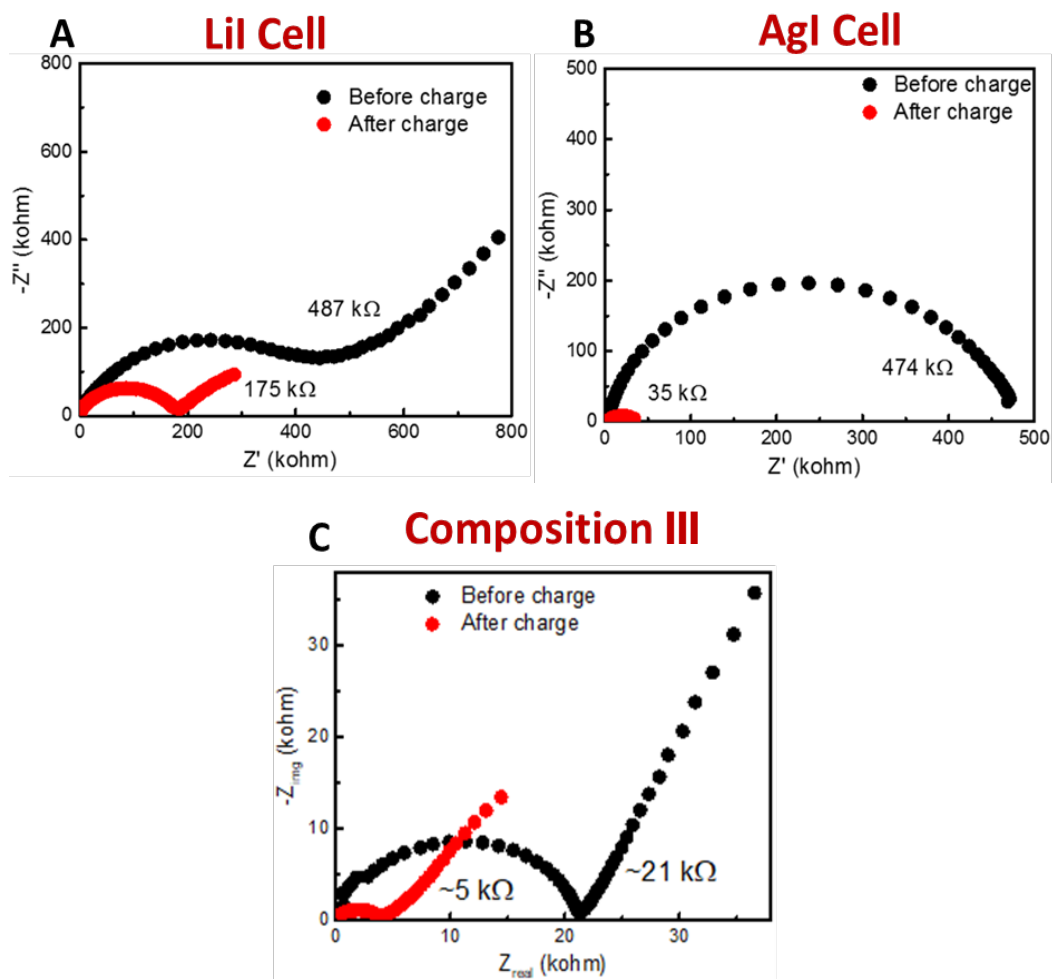 A
LiI Cell
-Z'' (kohm)
800
600
400
200
0
Before charge
After charge
487 kΩ
175 kΩ
0 200 400 600 800
Z' (kohm)
B
AgI Cell
-Z'' (kohm)
500
400
300
200
100
0
Before charge
After charge
35 kΩ
474 kΩ
0 100 200 300 400 500
Z' (kohm)
C
Composition III
-Zimg (kohm)
30
20
10
0
Before charge
After charge
~5 kΩ
~21 kΩ
0 10 20 30
Zreal (kohm)